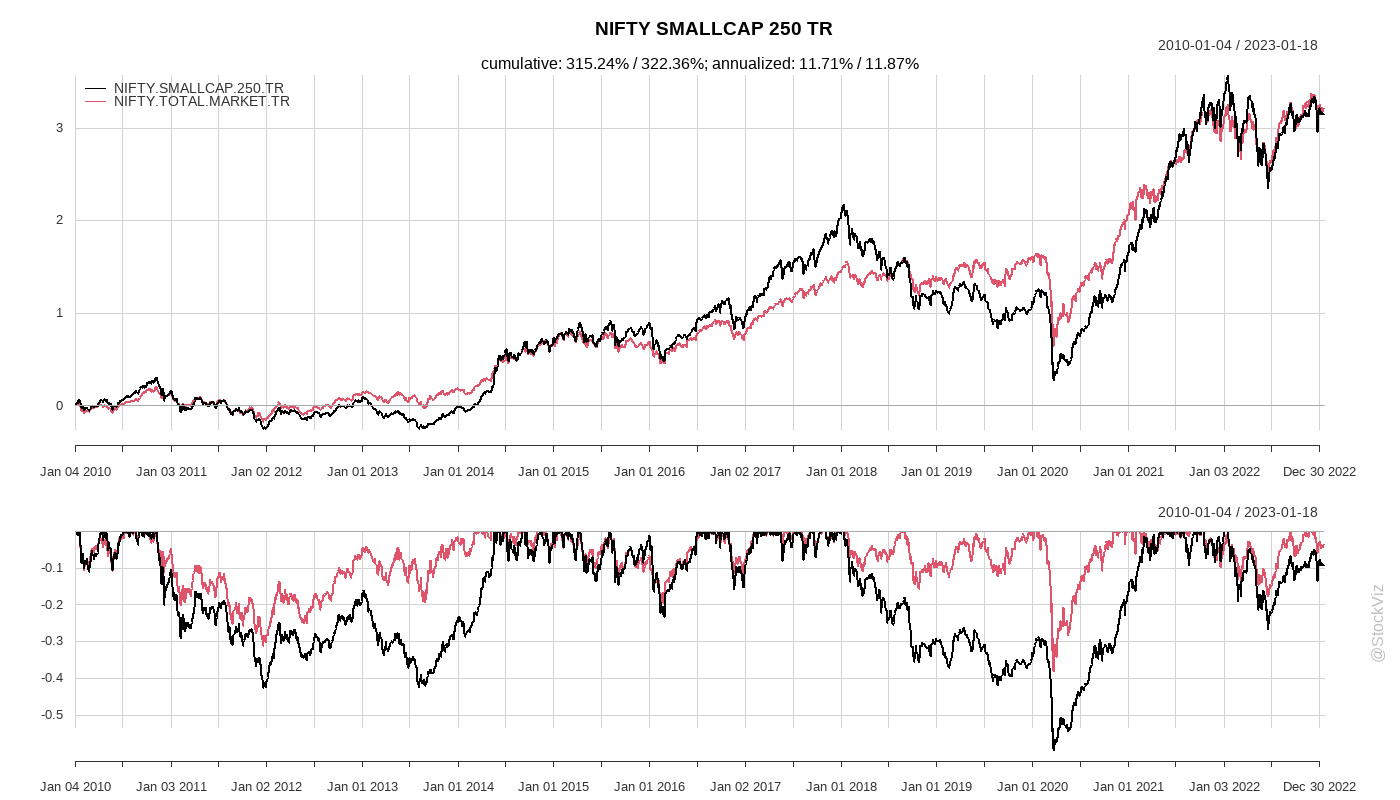 NIFTY SMALLCAP 250 TR
2010-01-04 / 2023-01-18
cumulative: 315.24% / 322.36%; annualized: 11.71% / 11.87%
NIFTY.SMALLCAP.250.TR
NIFTY.TOTAL.MARKET.TR
3
2
1
0
Jan 04 2010 Jan 03 2011 Jan 02 2012 Jan 01 2013 Jan 01 2014 Jan 01 2015 Jan 01 2016 Jan 02 2017 Jan 01 2018 Jan 01 2019 Jan 01 2020 Jan 01 2021 Jan 03 2022 Dec 30 2022
2010-01-04 / 2023-01-18
-0.1
-0.2
-0.3
-0.4
-0.5
Jan 04 2010 Jan 03 2011 Jan 02 2012 Jan 01 2013 Jan 01 2014 Jan 01 2015 Jan 01 2016 Jan 02 2017 Jan 01 2018 Jan 01 2019 Jan 01 2020 Jan 01 2021 Jan 03 2022 Dec 30 2022
@StockViz